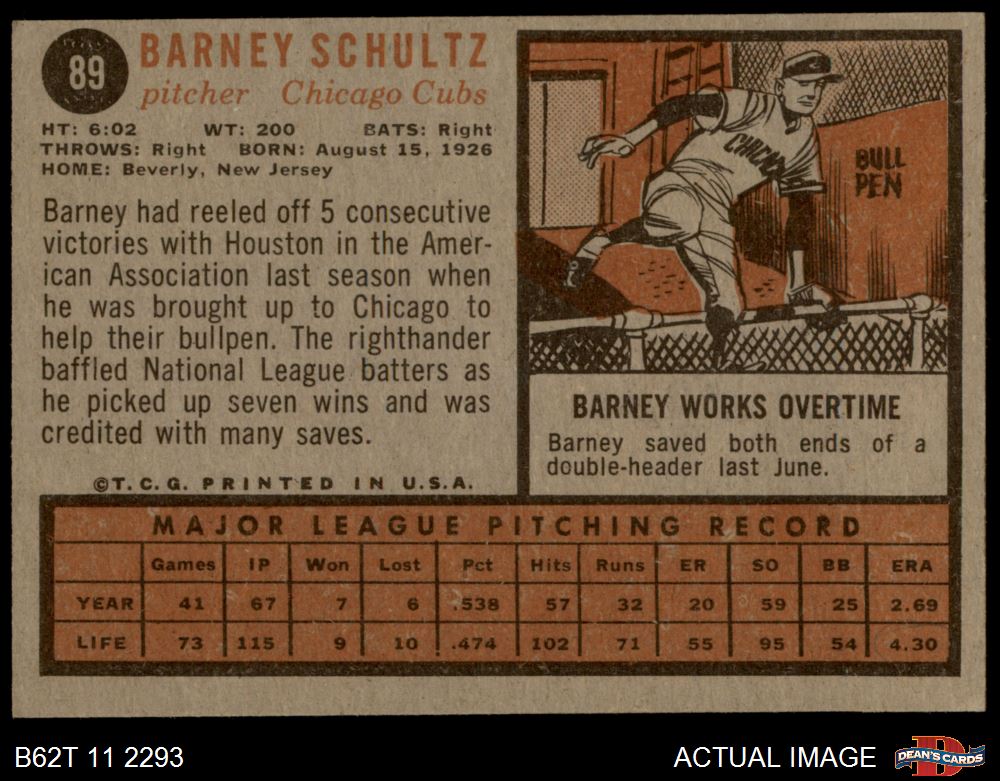 89
BARNEY SCHULTZ
pitcher Chicago Cubs
HT: 6:02 WT: 200 BATS: Right
THROWS: Right BORN: August 15, 1926
HOME: Beverly, New Jersey
Barney had reeled off 5 consecutive
victories with Houston in the Amer-
ican Association last season when
he was brought up to Chicago to
help their bullpen. The righthander
baffled National League batters as
he picked up seven wins and was
credited with many saves.
©T.C.G. PRINTED IN U.S.A.
CHICA
BULL
PEN
BARNEY WORKS OVERTIME
Barney saved both ends of a
double-header last June.
MAJOR LEAGUE PITCHING RECORD
Games IP Won Lost Pct Hits Runs ER SO BB ERA
YEAR 41 67 7 6 .538 57 32 20 59 25 2.69
LIFE 73 115 9 10 .474 102 71 55 95 54 4.30
B62T 11 2293
ACTUAL IMAGE
D
DEAN'S CARDS